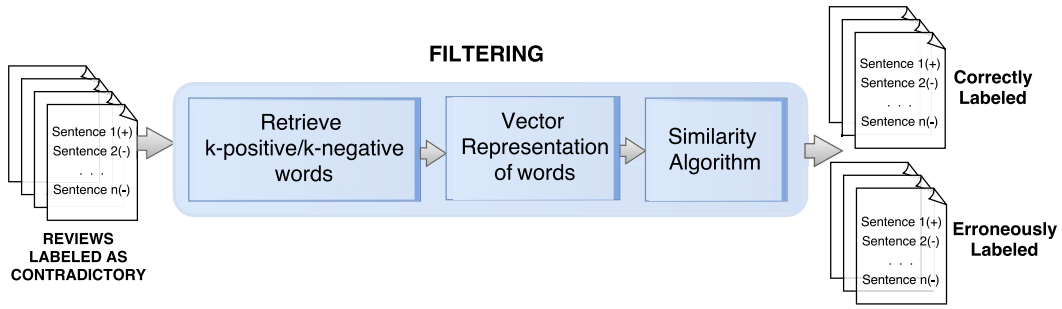 FILTERING
Sentence 1(+)
Sentence 2(-)
. . .
Sentence n(-)
REVIEWS
LABELED AS
CONTRADICTORY
Retrieve
k-positive/k-negative
words
Vector
Representation
of words
Similarity
Algorithm
Sentence 1(+)
Sentence 2(-)
. . .
Sentence n(-)
Correctly
Labeled
Sentence 1(+)
Sentence 2(-)
. . .
Sentence n(-)
Erroneously
Labeled